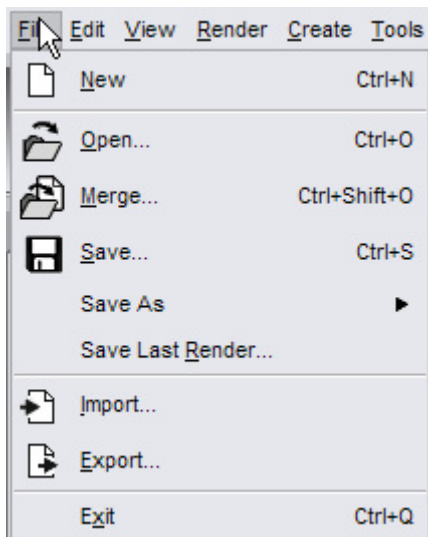 Fil Edit View Render Create Tools
New Ctrl+N
Open... Ctrl+O
Merge... Ctrl+Shift+O
Save... Ctrl+S
Save As
Save Last Render...
Import...
Export...
Exit Ctrl+Q